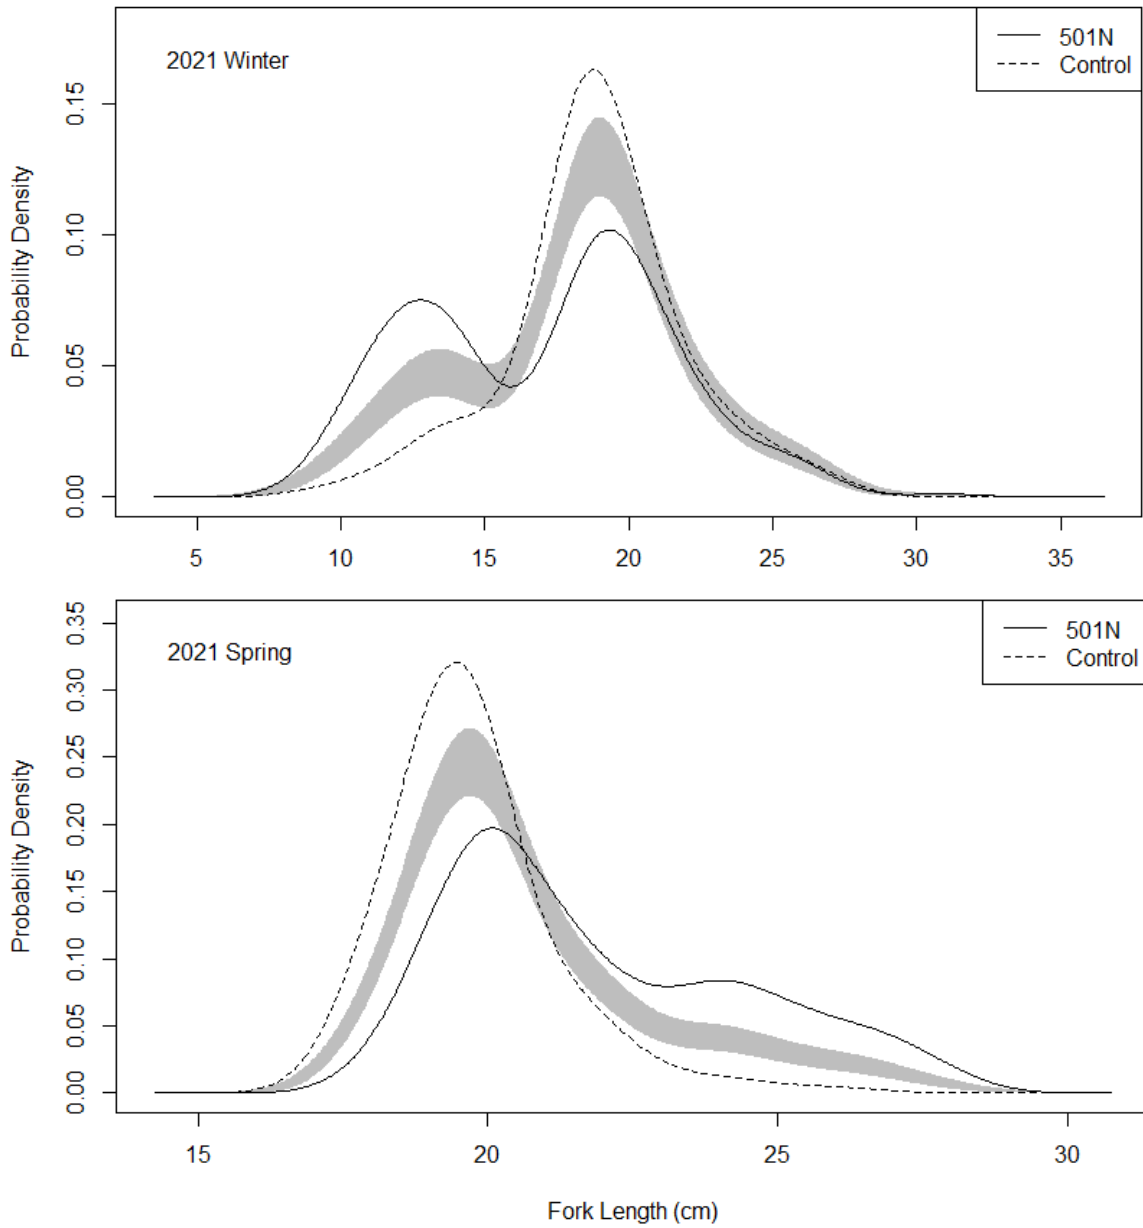 2021 Winter
501N
Control
Probability Density
0.15
0.10
0.05
0.00
5 10 15 20 25 30 35
2021 Spring
501N
Control
Probability Density
0.35
0.30
0.25
0.20
0.15
0.10
0.05
0.00
15 20 25 30
Fork Length (cm)